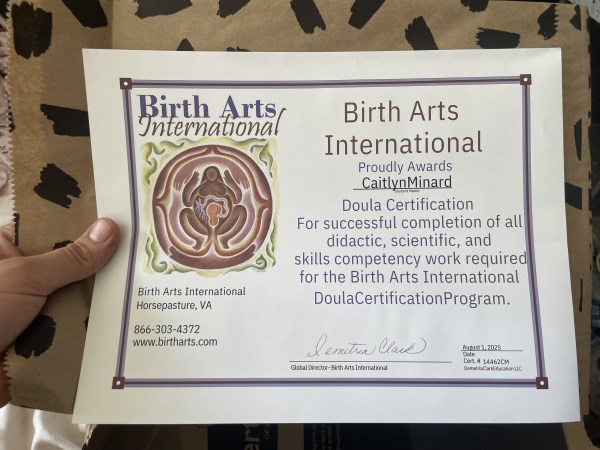 Birth Arts
International
Birth Arts International
Horsepasture, VA
866-303-4372
www.birtharts.com
Birth Arts
International
Proudly Awards
CaitlynMinard
Student Name
Doula Certification
For successful completion of all
didactic, scientific, and
skills competency work required
for the Birth Arts International
DoulaCertificationProgram.
Demetria Clark
Global Director- Birth Arts International
August 1, 2025
Date
Cert. # 14462CM
DemetriaClarkEducation LLC